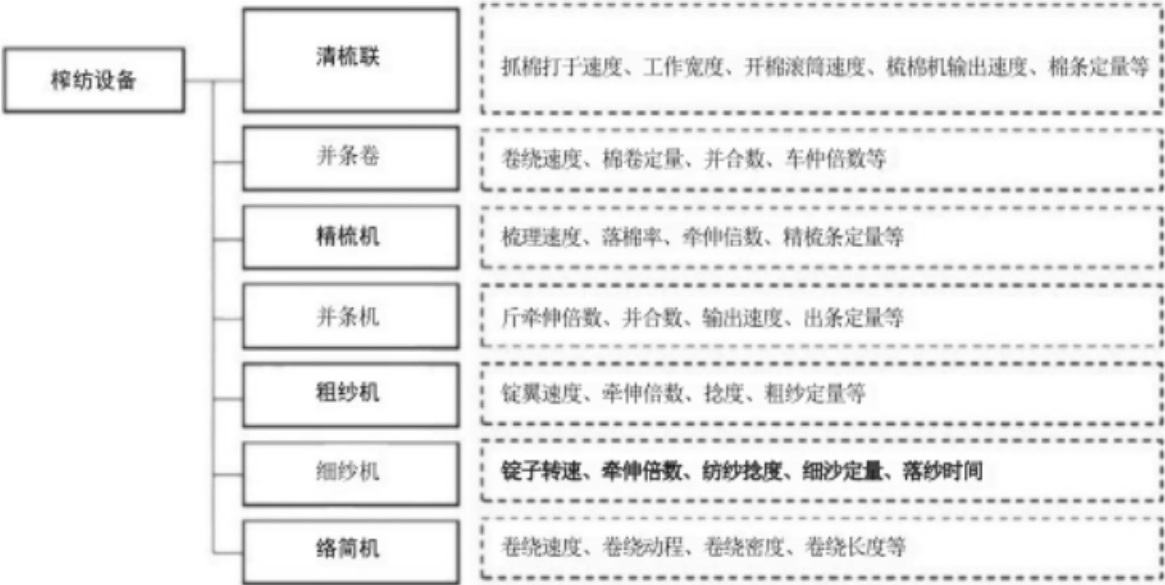 榨纺设备
清梳联
抓棉打于速度、工作宽度、开棉滚筒速度、梳棉机输出速度、棉条定量等
并条卷
卷绕速度、棉卷定量、并合数、车仲倍数等
精梳机
梳理速度、落棉率、牵伸倍数、精梳条定量等
并条机
斤牵伸倍数、并合数、输出速度、出条定量等
粗纱机
锭翼速度、牵伸倍数、捻度、粗纱定量等
细纱机
锭子转速、牵伸倍数、纺纱捻度、细沙定量、落纱时间
络简机
卷绕速度、卷绕动程、卷绕密度、卷绕长度等